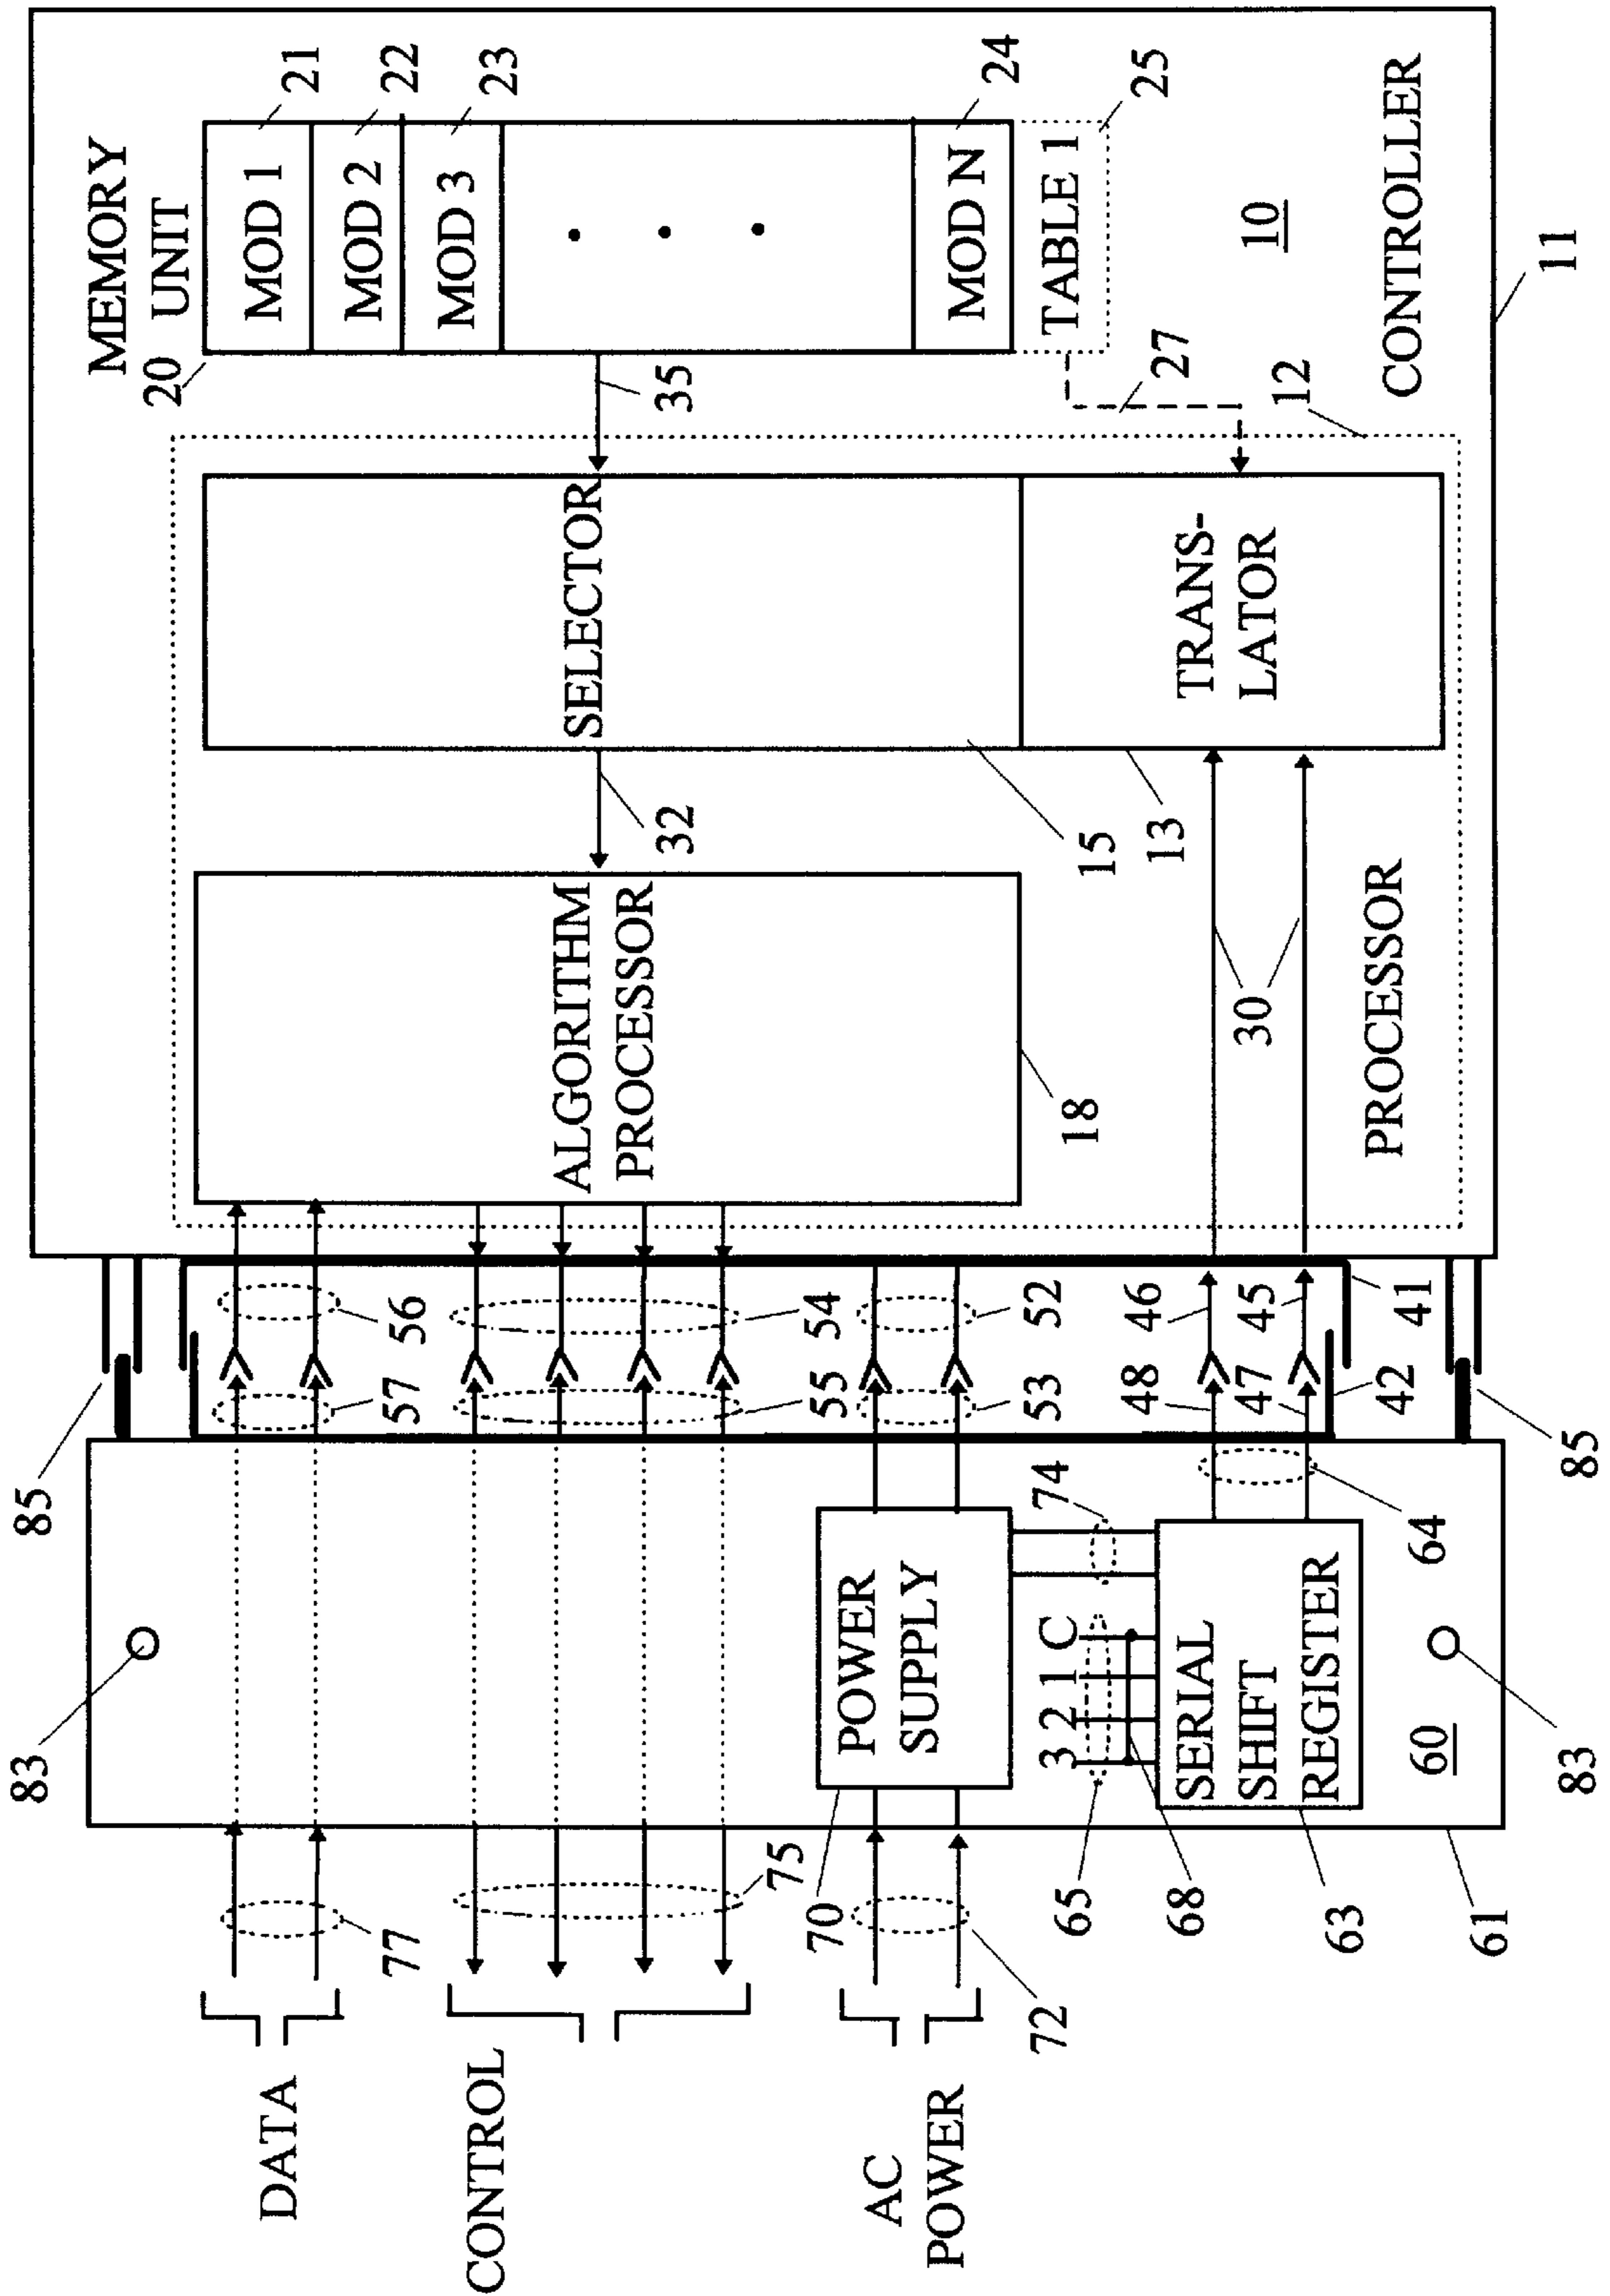 MEMORY
UNIT
20
MOD 1
21
MOD 2
22
MOD 3
23
MOD N
24
TABLE 1
25
10
CONTROLLER
11
35
27
12
SELECTOR
TRANS-
LATOR
32
15
13
ALGORITHM
PROCESSOR
18
30
PROCESSOR
56
54
52
46
45
41
57
55
53
48
47
42
85
85
74
64
83
POWER
SUPPLY
3 2 1 C
SERIAL
SHIFT
REGISTER
60
83
77
75
70
72
65
68
63
61
DATA
CONTROL
AC
POWER